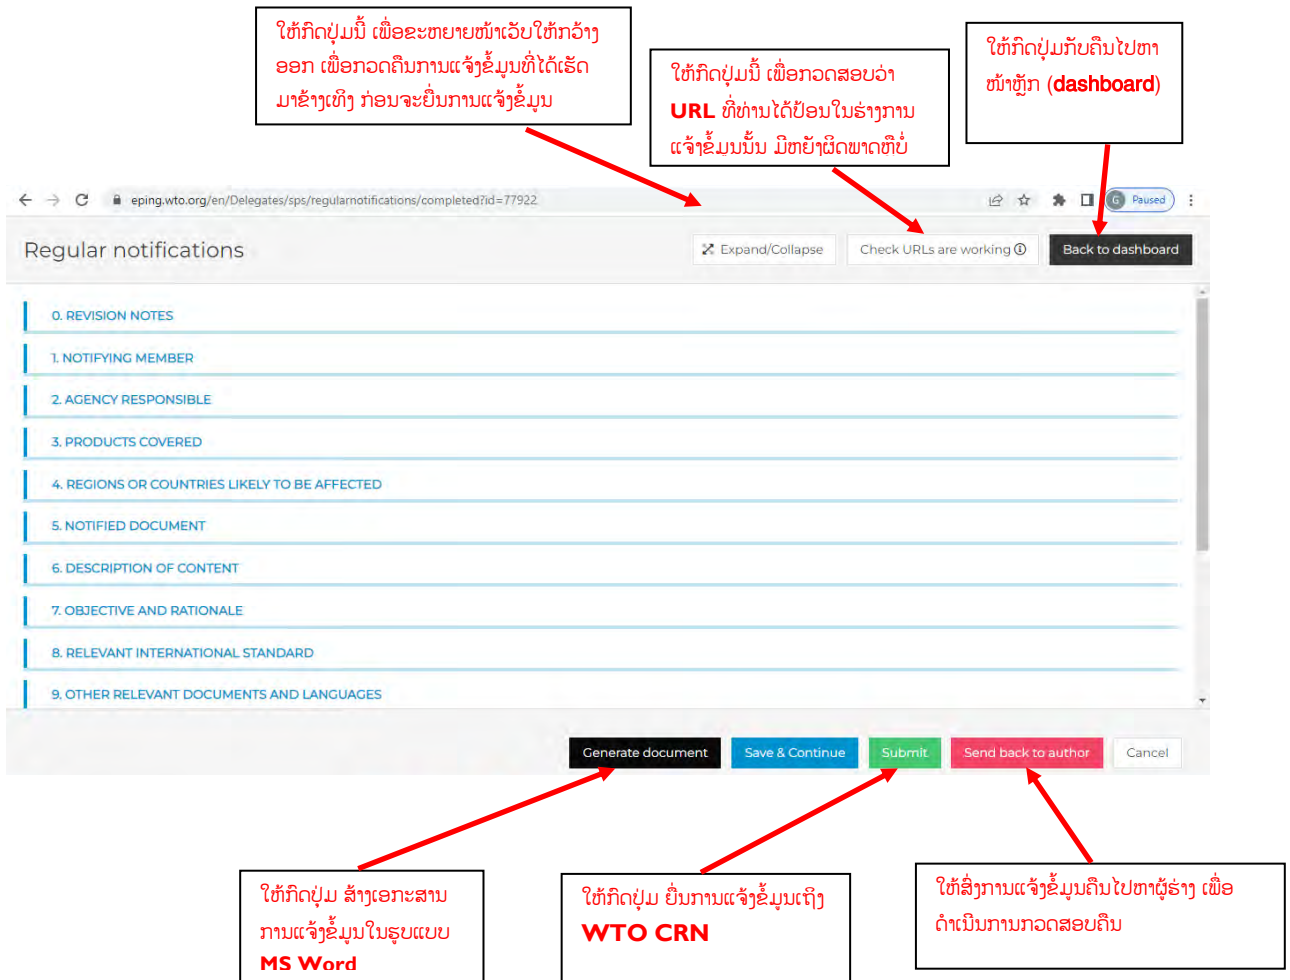 ໃຫ້ກົດປຸ່ມນີ້ ເພື່ອຂະຫຍາຍໜ້າເວັບໃຫ້ກວ້າງ
ອອກ ເພື່ອກວດຄືນການແຈ້ງຂໍ້ມູນທີ່ໄດ້ເຮັດ
ມາຂ້າງເທິງ ກ່ອນຈະຍື່ນການແຈ້ງຂໍ້ມູນ
ໃຫ້ກົດປຸ່ມນີ້ ເພື່ອກວດສອບວ່າ
URL ທີ່ທ່ານໄດ້ປ້ອນໃນຮ່າງການ
ແຈ້ງຂໍ້ມູນນັ້ນ ມີຫຍັງຜິດພາດຫຼືບໍ່
ໃຫ້ກົດປຸ່ມກັບຄືນໄປຫາ
ໜ້າຫຼັກ (dashboard)
eping.wto.org/en/Delegates/sps/regularnotifications/completed?id=77922
G Paused
Regular notifications
Expand/Collapse
Check URLs are working
Back to dashboard
0. REVISION NOTES
1. NOTIFYING MEMBER
2. AGENCY RESPONSIBLE
3. PRODUCTS COVERED
4. REGIONS OR COUNTRIES LIKELY TO BE AFFECTED
5. NOTIFIED DOCUMENT
6. DESCRIPTION OF CONTENT
7. OBJECTIVE AND RATIONALE
8. RELEVANT INTERNATIONAL STANDARD
9. OTHER RELEVANT DOCUMENTS AND LANGUAGES
Generate document
Save & Continue
Submit
Send back to author
Cancel
ໃຫ້ກົດປຸ່ມ ສ້າງເອກະສານ
ການແຈ້ງຂໍ້ມູນໃນຮູບແບບ
MS Word
ໃຫ້ກົດປຸ່ມ ຍື່ນການແຈ້ງຂໍ້ມູນເຖິງ
WTO CRN
ໃຫ້ສົ່ງການແຈ້ງຂໍ້ມູນຄືນໄປຫາຜູ້ຮ່າງ ເພື່ອ
ດຳເນີນການກວດສອບຄືນ